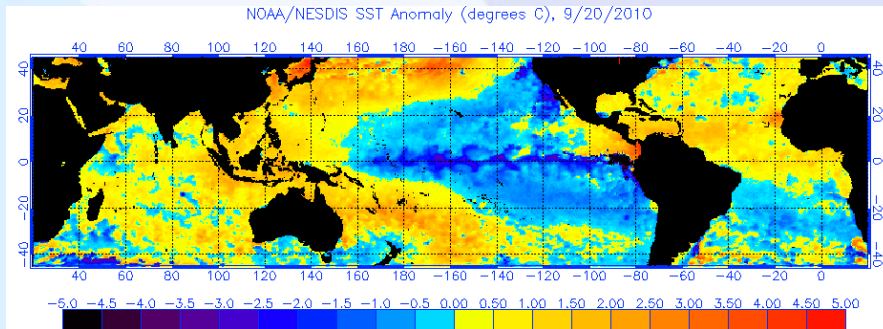 NOAA/NESDIS SST Anomaly (degrees C), 9/20/2010
40 60 80 100 120 140 160 180 -160 -140 -120 -100 -80 -60 -40 -20 0
40 40
20 20
0 0
-20 -20
-40 -40
40 60 80 100 120 140 160 180 -160 -140 -120 -100 -80 -60 -40 -20 0
-5.0 -4.5 -4.0 -3.5 -3.0 -2.5 -2.0 -1.5 -1.0 -0.5 0.00 0.50 1.00 1.50 2.00 2.50 3.00 3.50 4.00 4.50 5.00